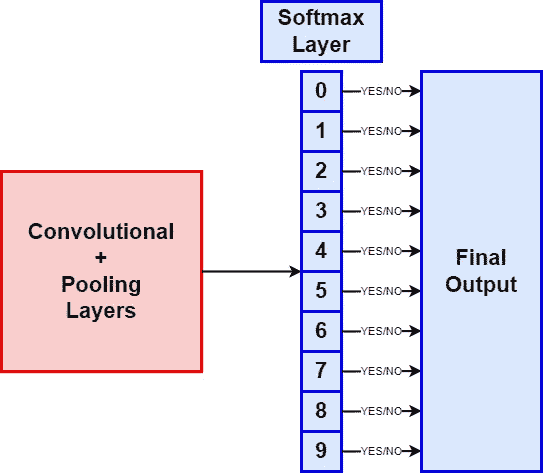 Softmax
Layer
0 YES/NO
1 YES/NO
2 YES/NO
3 YES/NO
4 YES/NO
5 YES/NO
6 YES/NO
7 YES/NO
8 YES/NO
9 YES/NO
Convolutional
+
Pooling
Layers
Final
Output